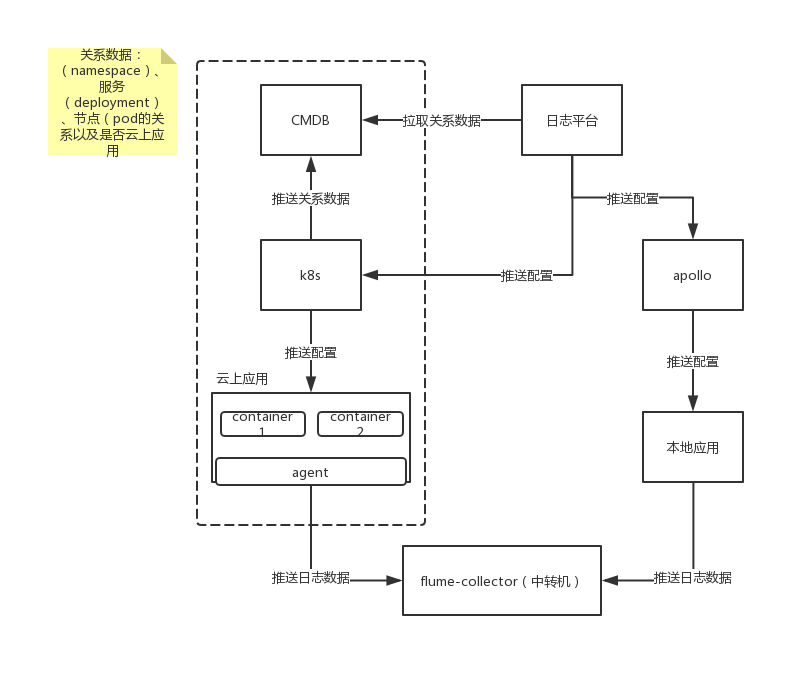 关系数据：
（namespace）、
服务
（deployment）
、节点（pod的关
系以及是否云上应
用
CMDB
拉取关系数据
日志平台
推送关系数据
推送配置
k8s
推送配置
apollo
推送配置
推送配置
云上应用
container
1
container
2
agent
本地应用
推送日志数据
flume-collector（中转机）
推送日志数据